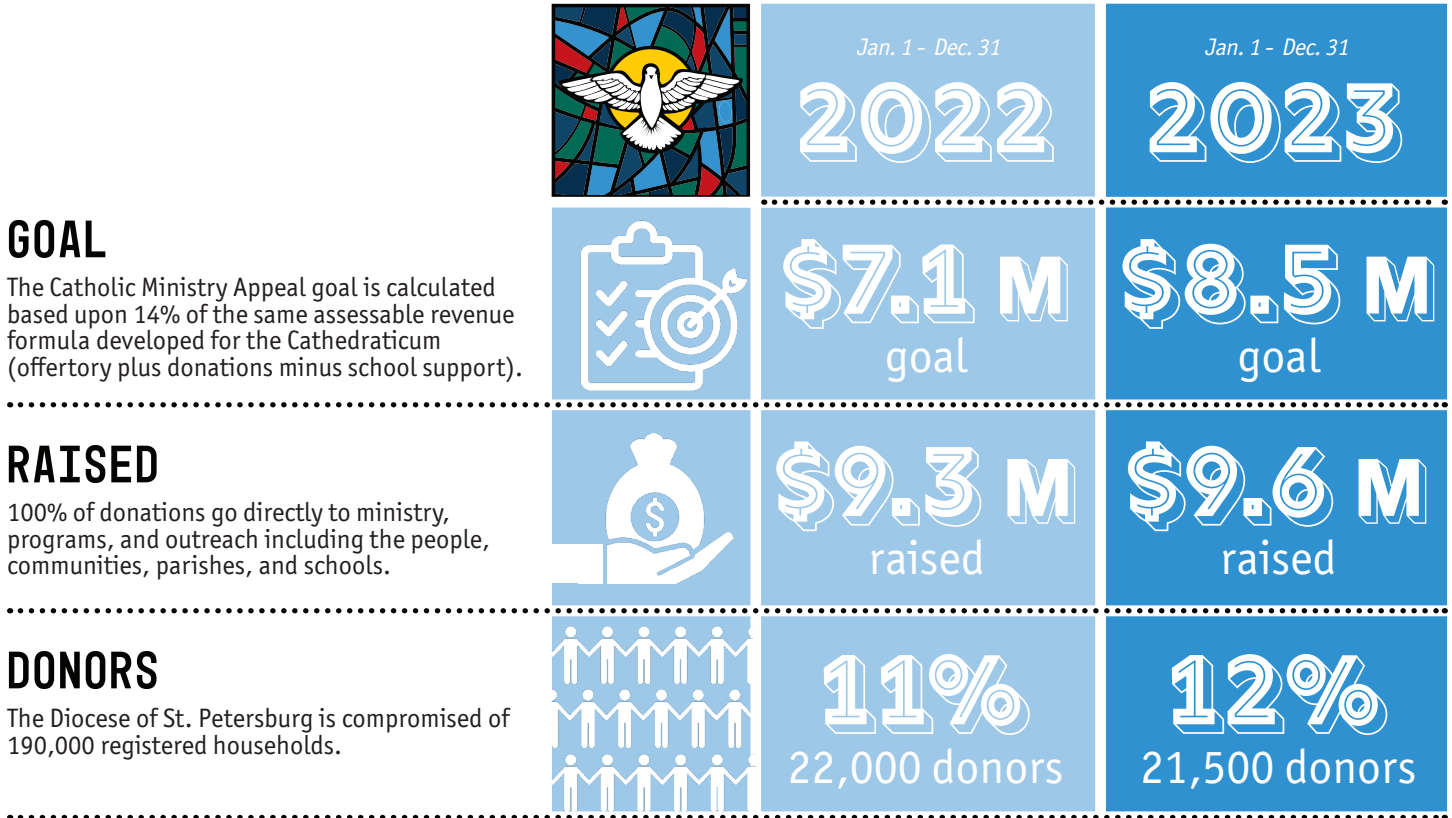 Jan. 1 - Dec. 31
2022
Jan. 1 - Dec. 31
2023
GOAL
The Catholic Ministry Appeal goal is calculated
based upon 14% of the same assessable revenue
formula developed for the Cathedraticum
(offertory plus donations minus school support).
$7.1 M
goal
$8.5 M
goal
RAISED
100% of donations go directly to ministry,
programs, and outreach including the people,
communities, parishes, and schools.
$
$9.3 M
raised
$9.6 M
raised
DONORS
The Diocese of St. Petersburg is compromised of
190,000 registered households.
11%
22,000 donors
12%
21,500 donors